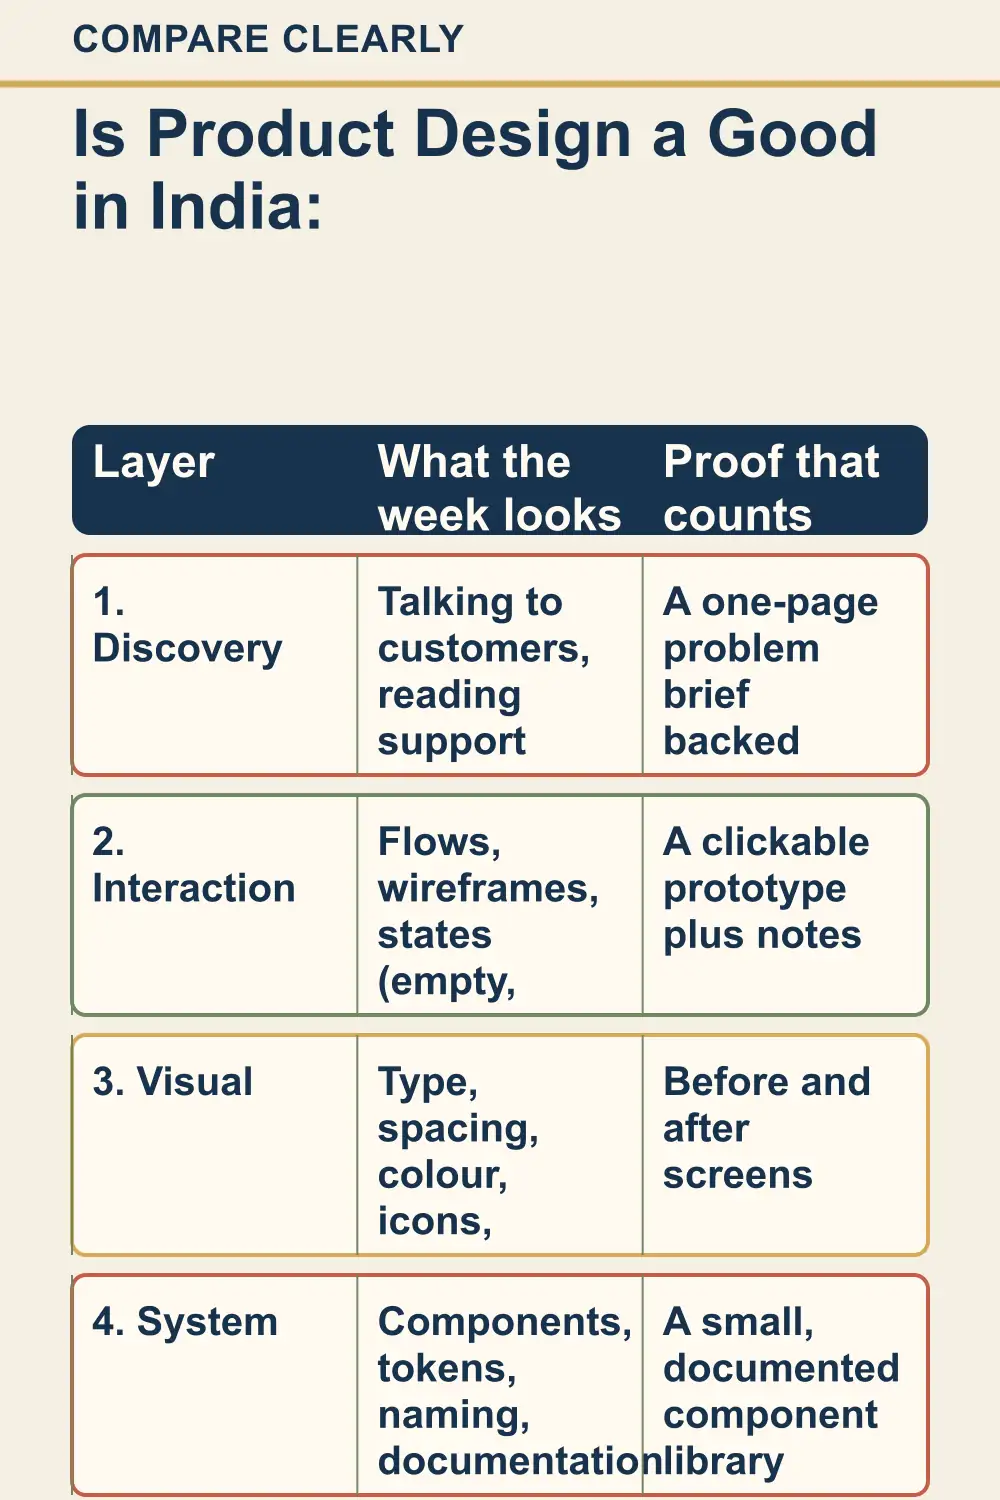 COMPARE CLEARLY
Is Product Design a Good
in India:
Layer
What the
week looks
Proof that
counts
1.
Discovery
Talking to
customers,
reading
support
A one-page
problem
brief
backed
2.
Interaction
Flows,
wireframes,
states
(empty,
A clickable
prototype
plus notes
3. Visual
Type,
spacing,
colour,
icons,
Before and
after
screens
4. System
Components,
tokens,
naming,
documentation
A small,
documented
component
library